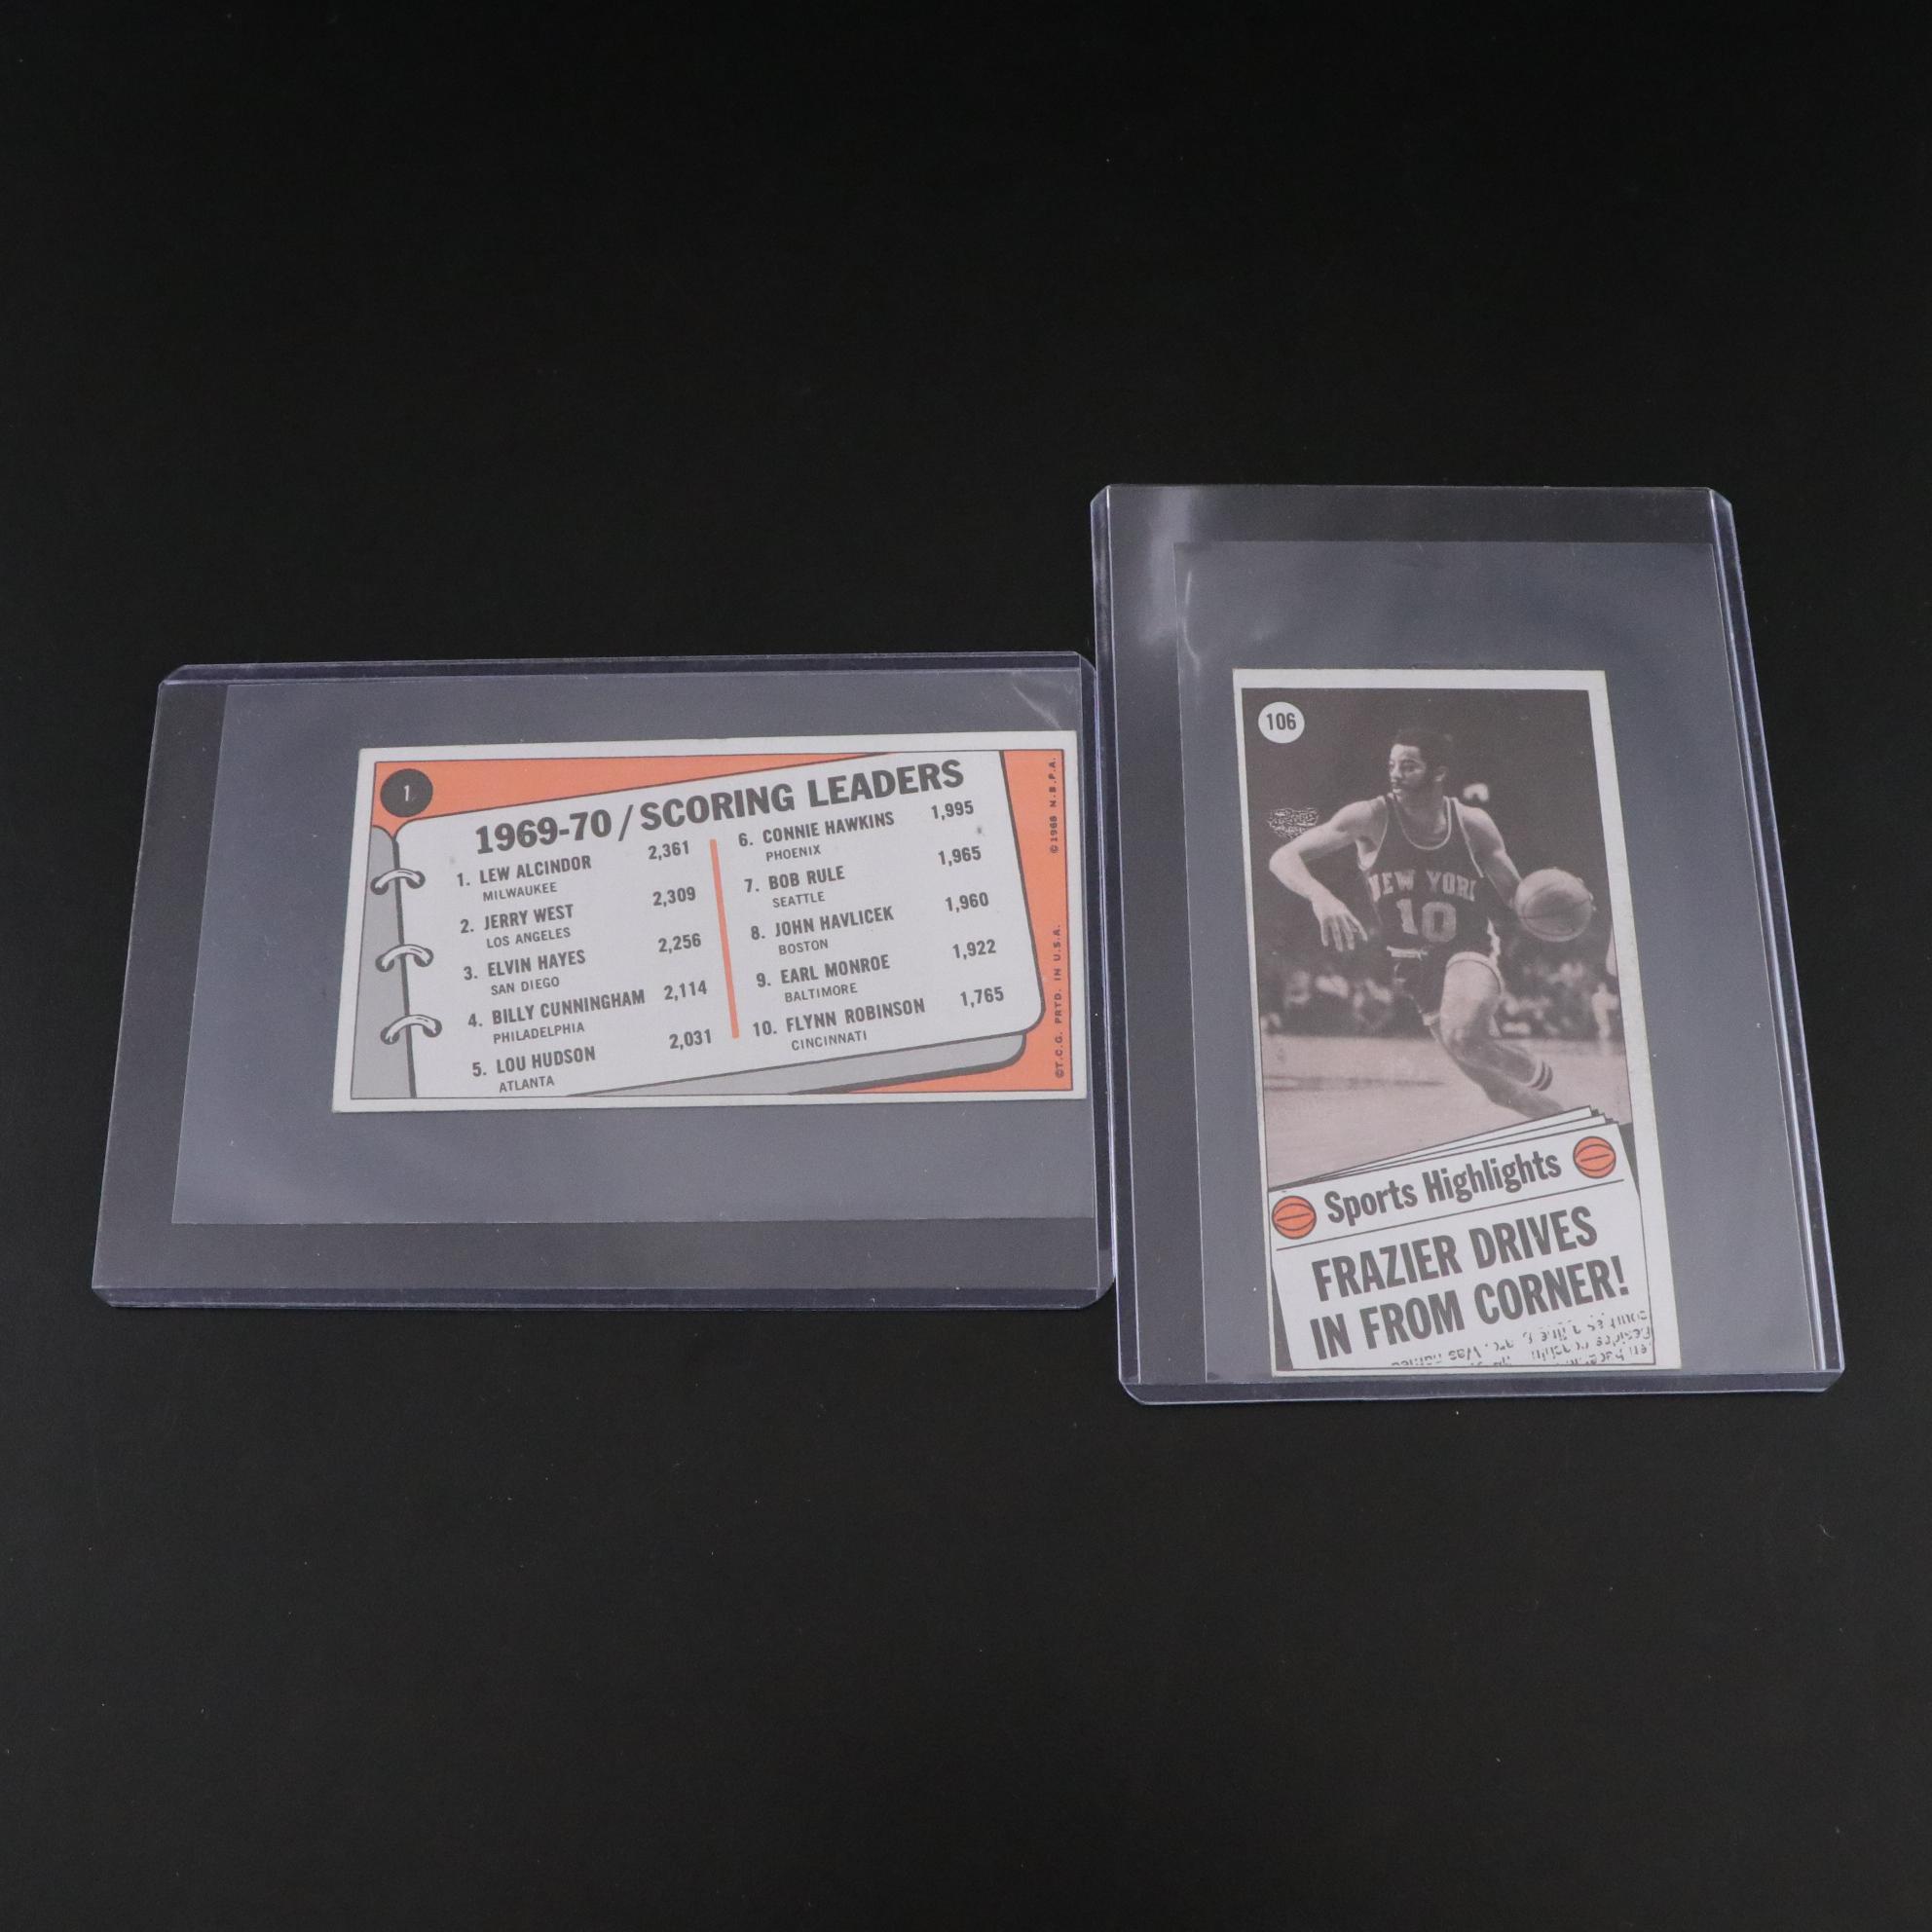 1
1969-70/SCORING LEADERS
1. LEW ALCINDOR 2,361
MILWAUKEE
2. JERRY WEST 2,309
LOS ANGELES
3. ELVIN HAYES 2,256
SAN DIEGO
4. BILLY CUNNINGHAM 2,114
PHILADELPHIA
5. LOU HUDSON 2,031
ATLANTA
6. CONNIE HAWKINS 1,995
PHOENIX
7. BOB RULE 1,965
SEATTLE
8. JOHN HAVLICEK 1,960
BOSTON
9. EARL MONROE 1,922
BALTIMORE
10. FLYNN ROBINSON 1,765
CINCINNATI
©T.C.G. PRTD. IN U.S.A. ©1968 N.B.P.A.
106
NEW YORK
10
Sports Highlights
FRAZIER DRIVES
IN FROM CORNER!